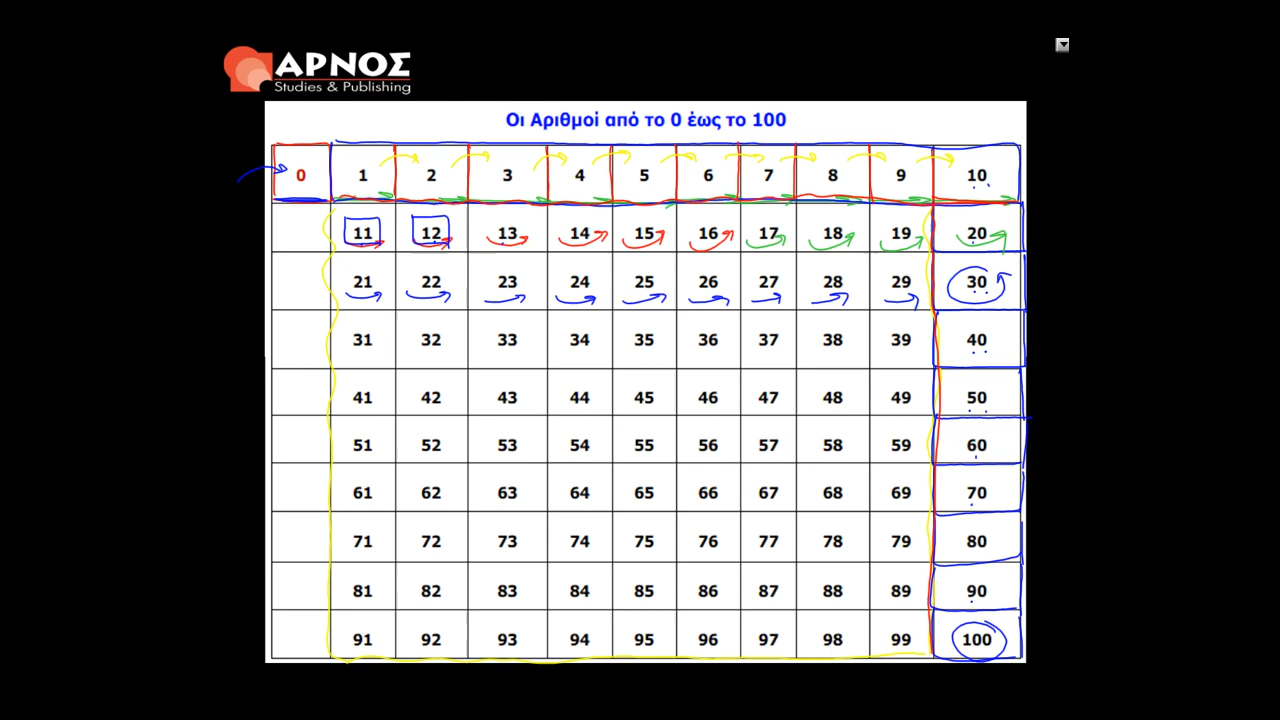 ΑΡΝΟΣ
Studies & Publishing
Οι Αριθμοί από το 0 έως το 100
0 1 2 3 4 5 6 7 8 9 10
11 12 13 14 15 16 17 18 19 20
21 22 23 24 25 26 27 28 29 30
31 32 33 34 35 36 37 38 39 40
41 42 43 44 45 46 47 48 49 50
51 52 53 54 55 56 57 58 59 60
61 62 63 64 65 66 67 68 69 70
71 72 73 74 75 76 77 78 79 80
81 82 83 84 85 86 87 88 89 90
91 92 93 94 95 96 97 98 99 100